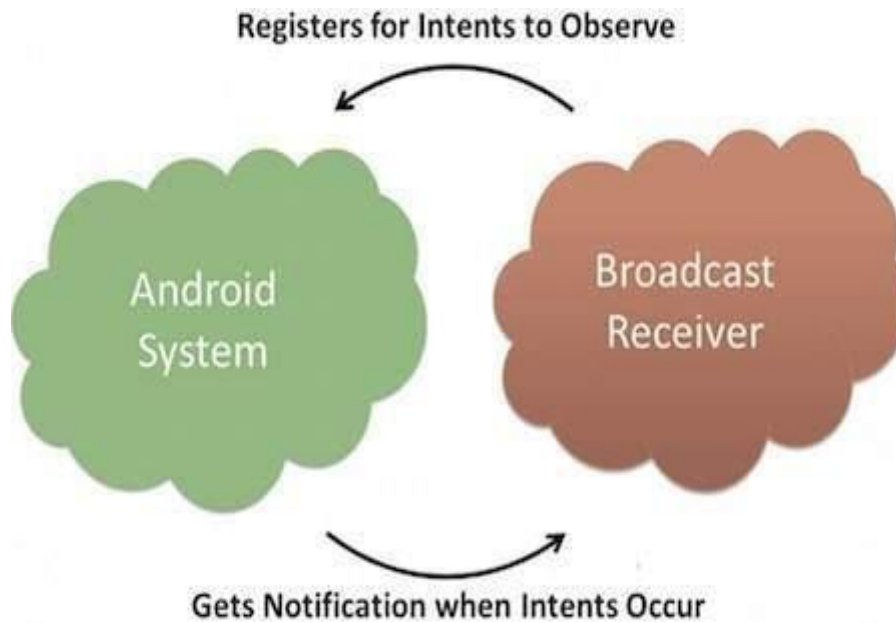 Registers for Intents to Observe
Android
System
Broadcast
Receiver
Gets Notification when Intents Occur